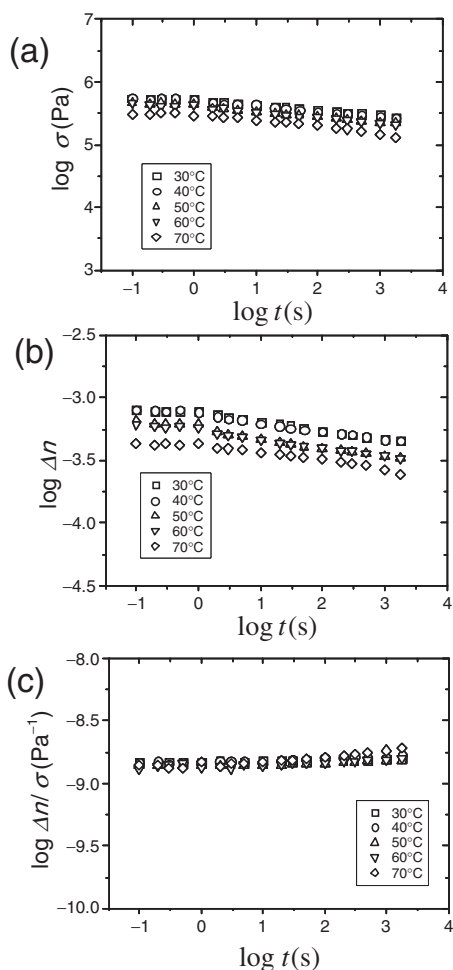 (a)
log σ(Pa)
7
6
5
4
3
−1 0 1 2 3 4
log t(s)
30°C
40°C
50°C
60°C
70°C
(b)
log Δn
−2.5
−3.0
−3.5
−4.0
−4.5
−1 0 1 2 3 4
log t(s)
30°C
40°C
50°C
60°C
70°C
(c)
log Δn/σ(Pa⁻¹)
−8.0
−8.5
−9.0
−9.5
−10.0
−1 0 1 2 3 4
log t(s)
30°C
40°C
50°C
60°C
70°C